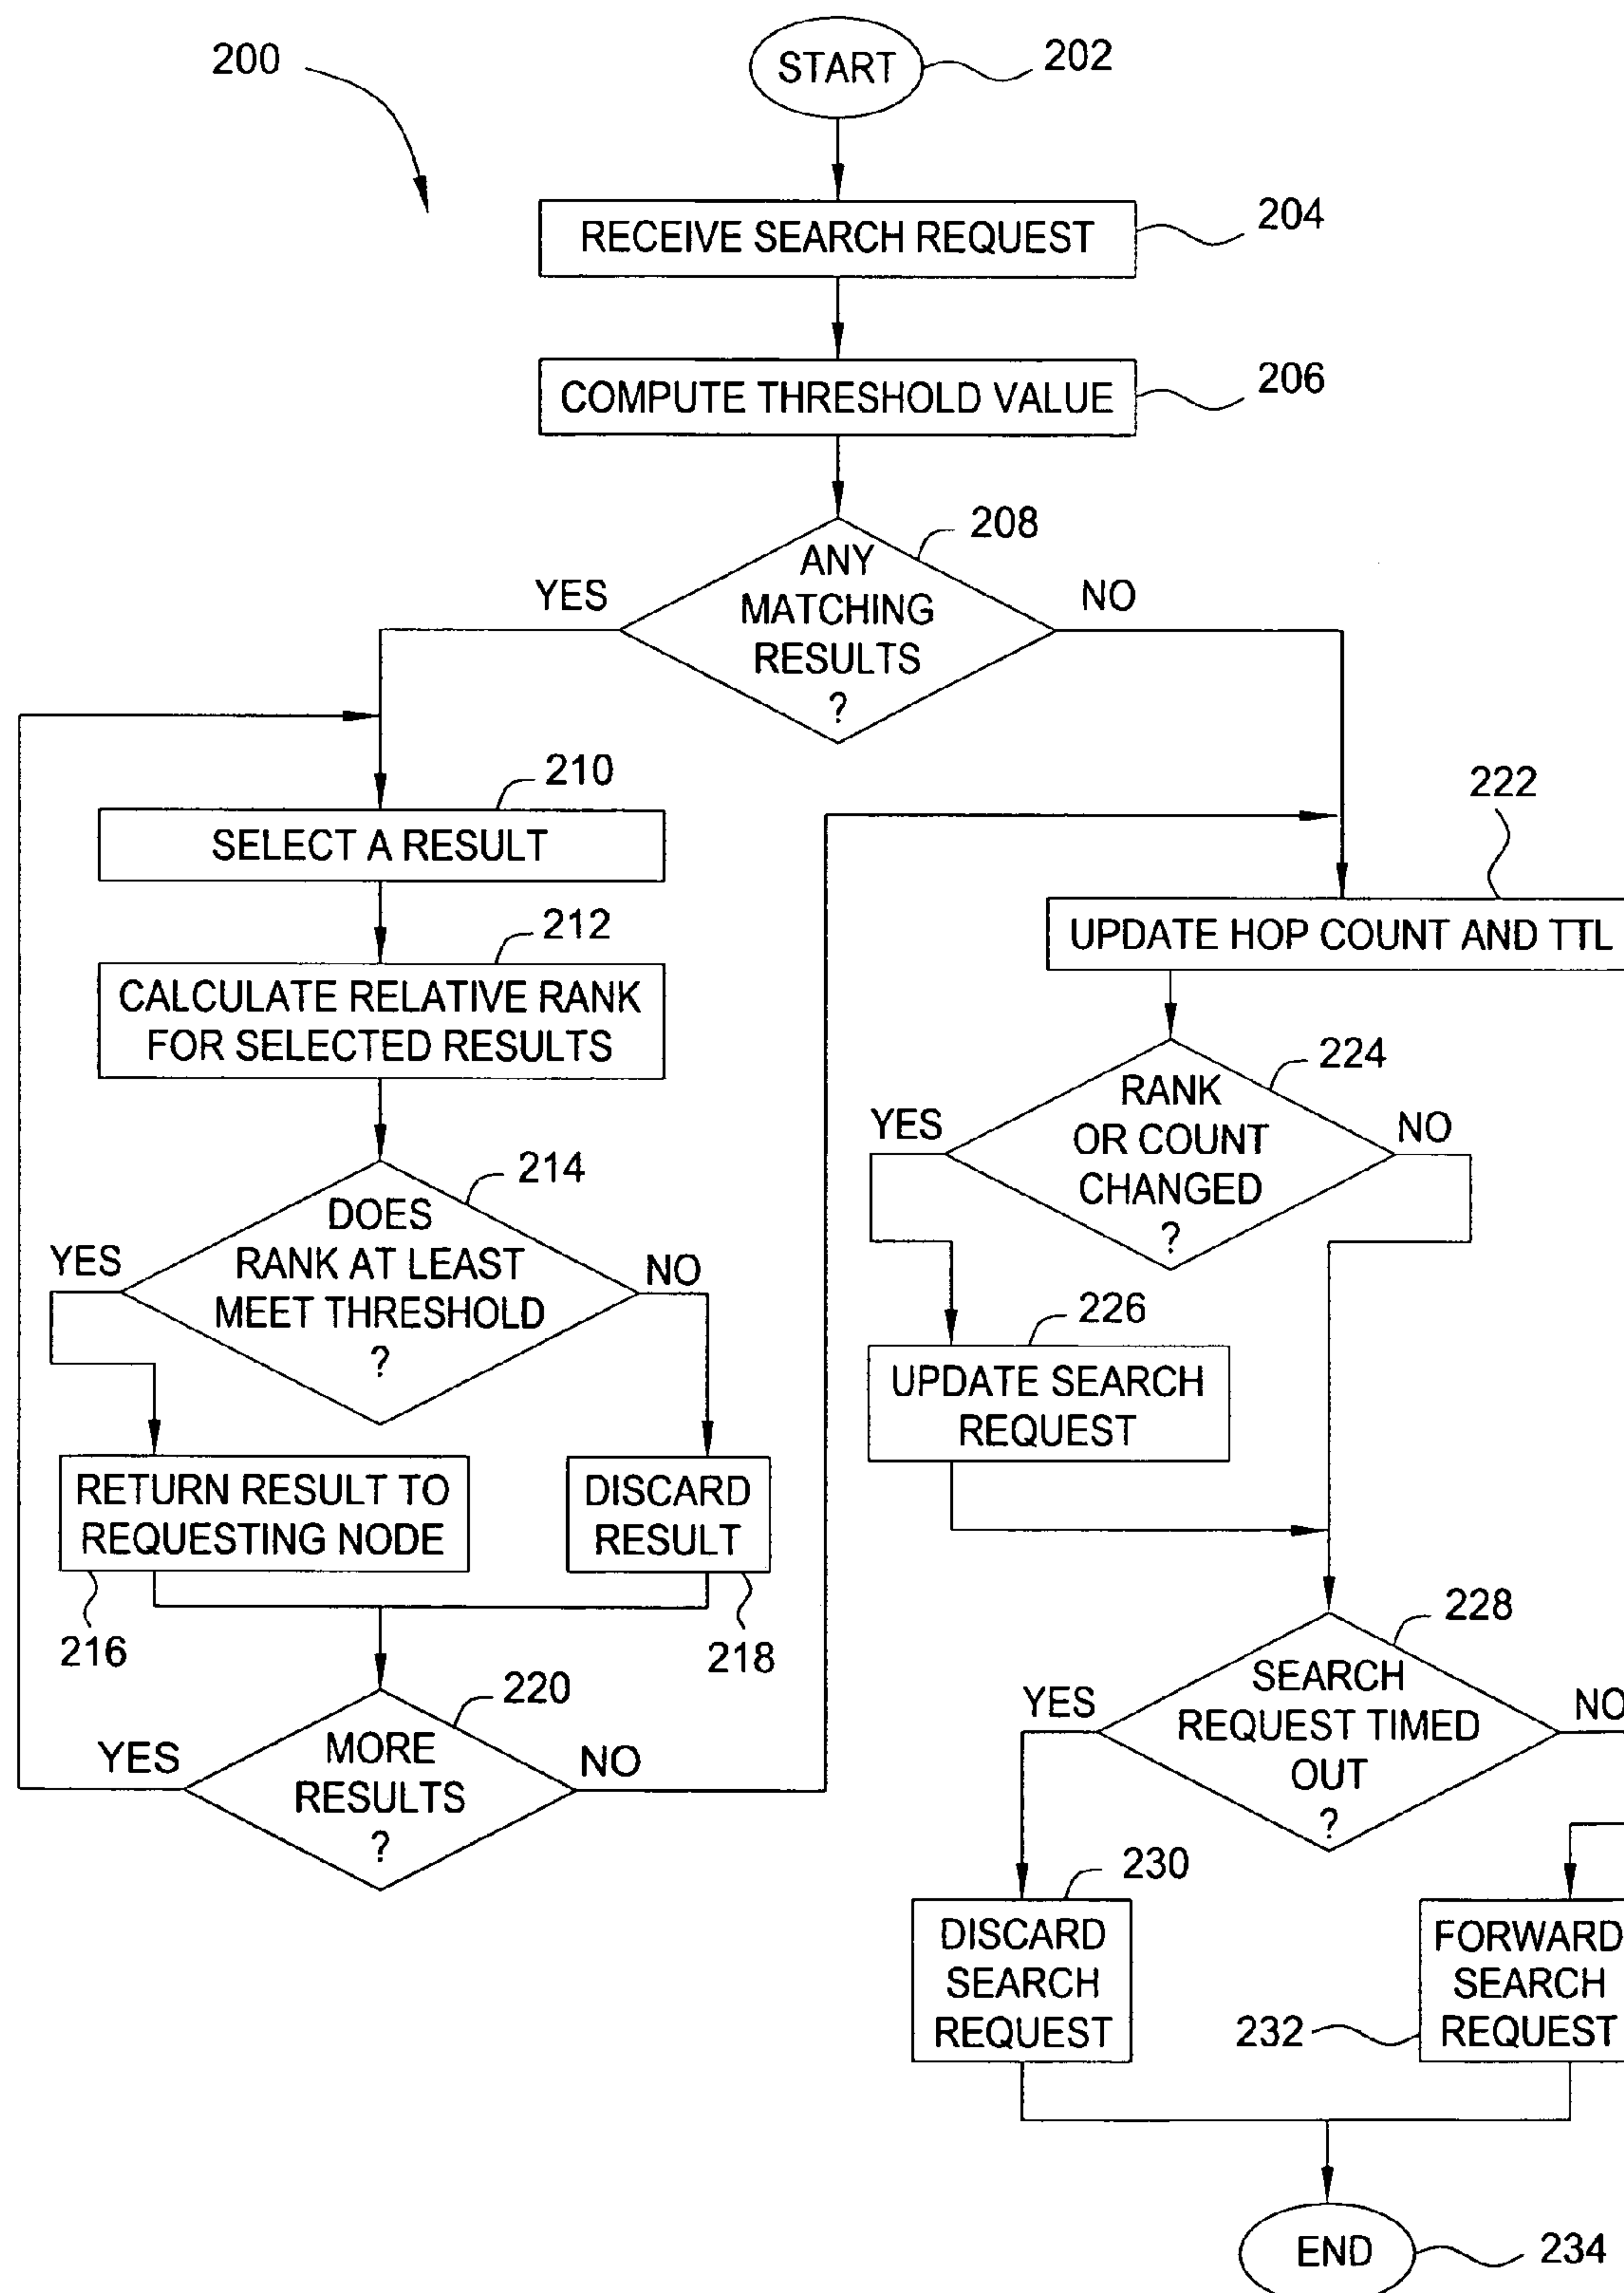 200
START
202
RECEIVE SEARCH REQUEST
204
COMPUTE THRESHOLD VALUE
206
208
ANY
MATCHING
RESULTS
?
YES
NO
210
SELECT A RESULT
212
CALCULATE RELATIVE RANK
FOR SELECTED RESULTS
214
DOES
RANK AT LEAST
MEET THRESHOLD
?
YES
NO
RETURN RESULT TO
REQUESTING NODE
216
DISCARD
RESULT
218
220
MORE
RESULTS
?
YES
NO
222
UPDATE HOP COUNT AND TTL
224
RANK
OR COUNT
CHANGED
?
YES
NO
226
UPDATE SEARCH
REQUEST
228
SEARCH
REQUEST TIMED
OUT
?
YES
NO
230
DISCARD
SEARCH
REQUEST
FORWARD
SEARCH
REQUEST
232
END
234